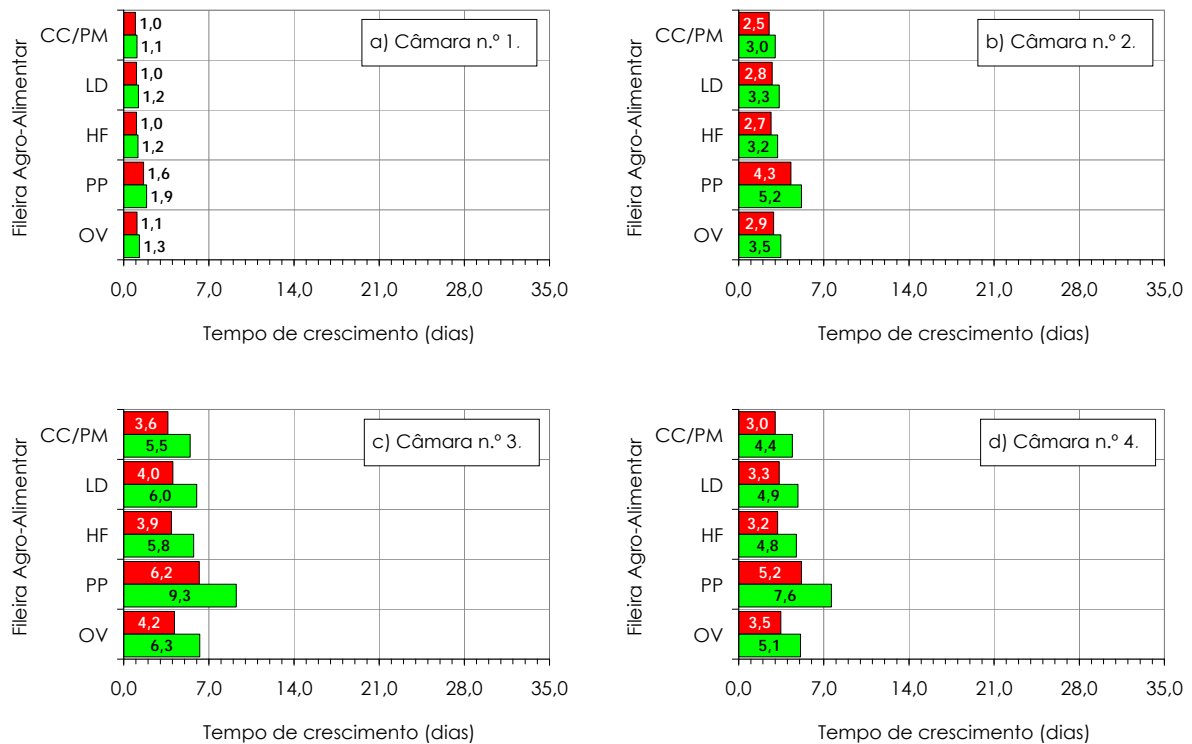 Fileira Agro-Alimentar
a) Câmara n.º 1.
CC/PM
1,0
1,1
LD
1,0
1,2
HF
1,0
1,2
PP
1,6
1,9
OV
1,1
1,3
0,0 7,0 14,0 21,0 28,0 35,0
Tempo de crescimento (dias)
Fileira Agro-Alimentar
b) Câmara n.º 2.
CC/PM
2,5
3,0
LD
2,8
3,3
HF
2,7
3,2
PP
4,3
5,2
OV
2,9
3,5
0,0 7,0 14,0 21,0 28,0 35,0
Tempo de crescimento (dias)
Fileira Agro-Alimentar
c) Câmara n.º 3.
CC/PM
3,6
5,5
LD
4,0
6,0
HF
3,9
5,8
PP
6,2
9,3
OV
4,2
6,3
0,0 7,0 14,0 21,0 28,0 35,0
Tempo de crescimento (dias)
Fileira Agro-Alimentar
d) Câmara n.º 4.
CC/PM
3,0
4,4
LD
3,3
4,9
HF
3,2
4,8
PP
5,2
7,6
OV
3,5
5,1
0,0 7,0 14,0 21,0 28,0 35,0
Tempo de crescimento (dias)